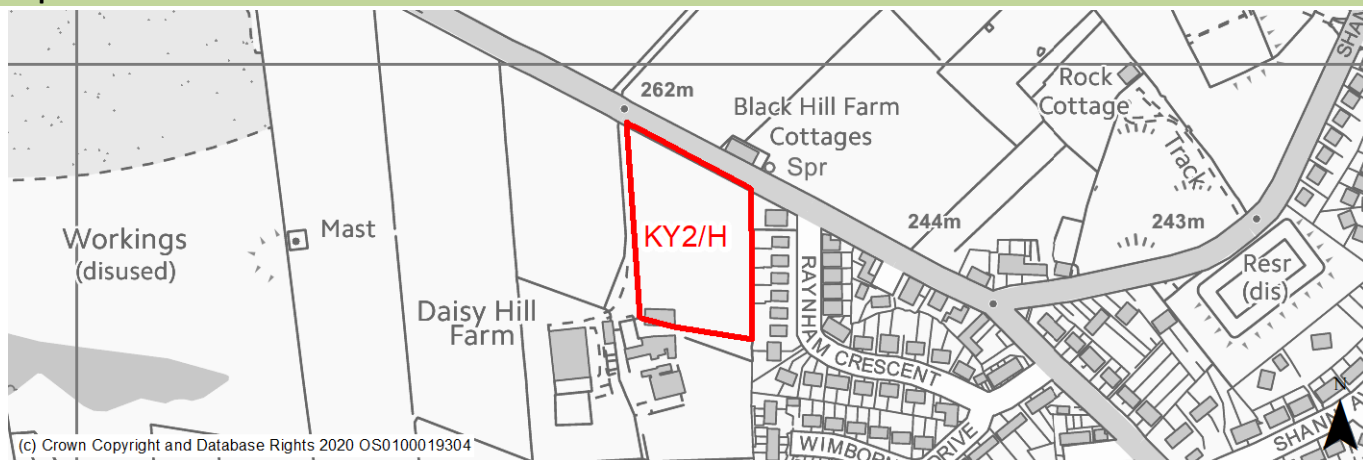 262m
Black Hill Farm
Cottages
Spr
Rock
Cottage
Track
Workings
(disused)
Mast
KY2/H
244m
243m
Resr
(dis)
Daisy Hill
Farm
RAYNHAM CRESCENT
DRIVE
N
(c) Crown Copyright and Database Rights 2020 OS0100019304